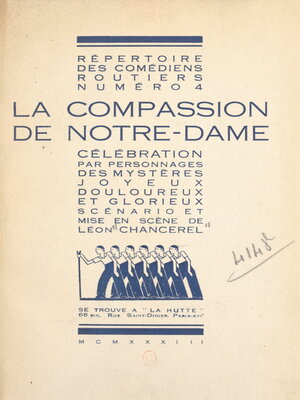 RÉPERTOIRE
DES COMÉDIENS
ROUTIERS
NUMÉRO 4
LA COMPASSION
DE NOTRE-DAME
CÉLÉBRATION
PAR PERSONNAGES
DES MYSTÈRES
JOYEUX
DOULOUREUX
ET GLORIEUX
SCÉNARIO ET
MISE EN SCÈNE DE
LÉON "CHANCEREL"
4148
SE TROUVE A "LA HUTTE"
66 BIS, RUE SAINT-DIDIER, PARIS-XVIᵉ
MCMXXXIII